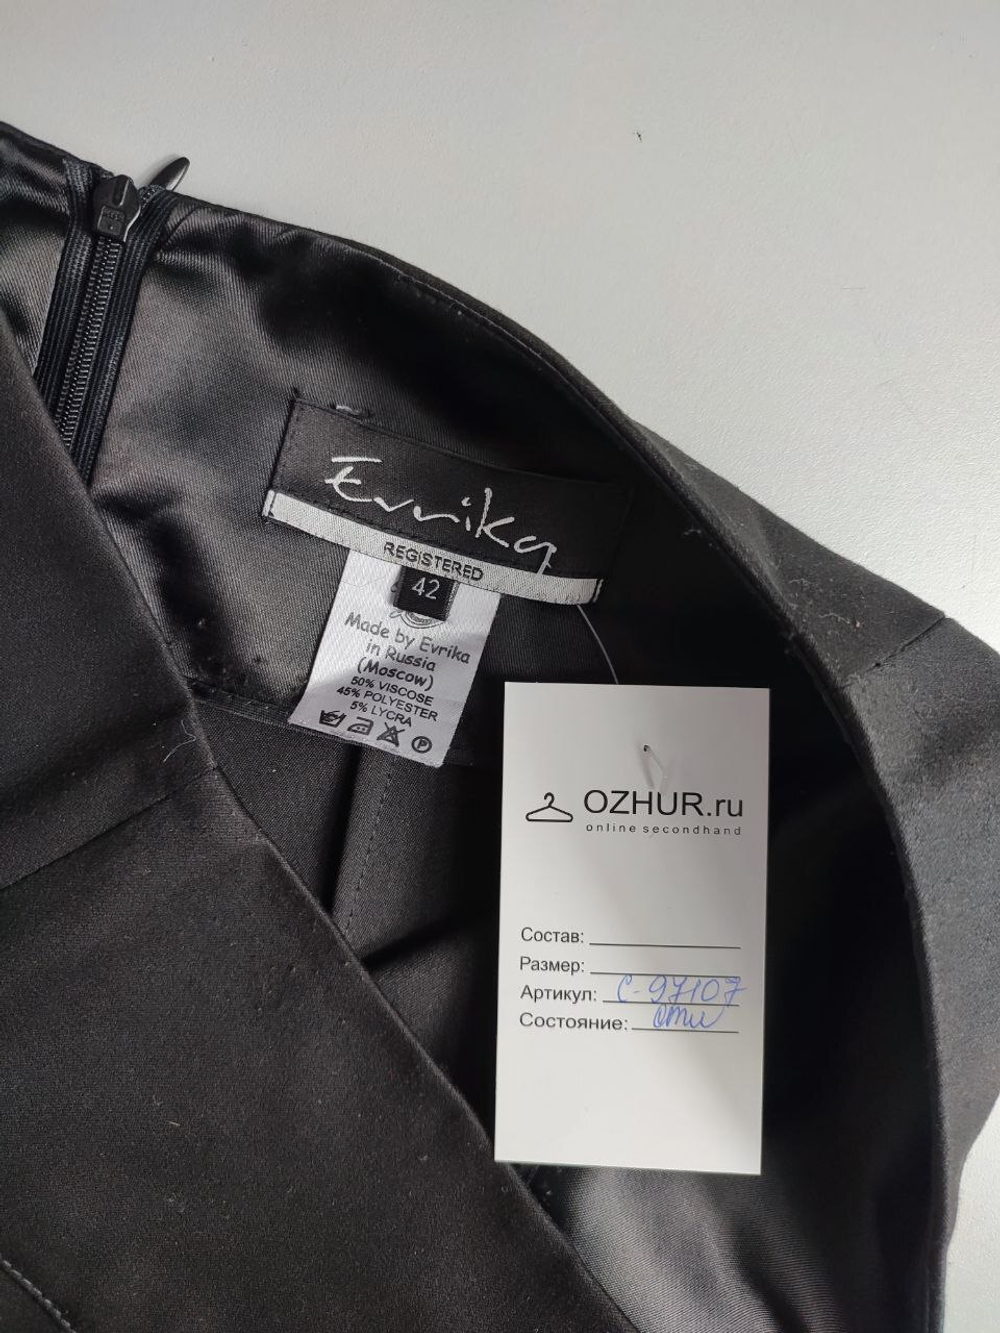 Evrika
REGISTERED
42
Made by Evrika
in Russia
(Moscow)
50% VISCOSE
45% POLYESTER
5% LYCRA
P
OZHUR.ru
online secondhand
Состав:
Размер:
Артикул: С-97107
Состояние: отл